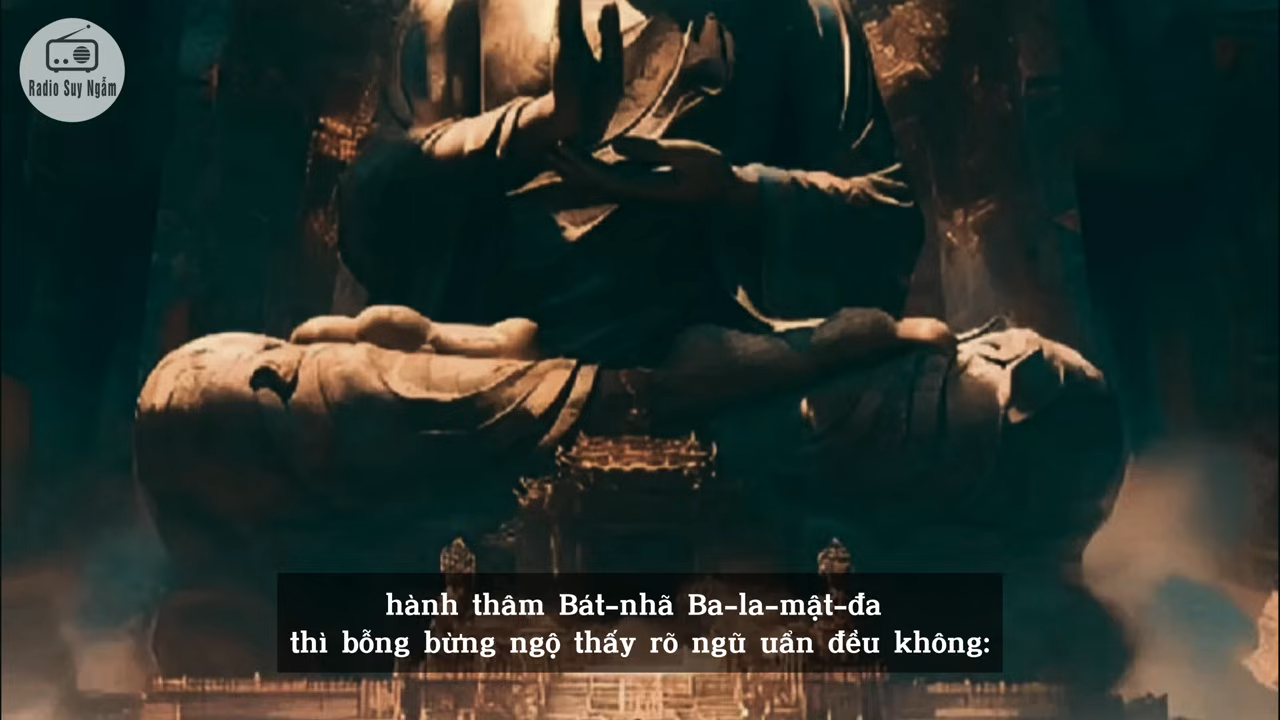 Radio Suy Ngẫm
hành thâm Bát-nhã Ba-la-mật-đa
thì bỗng bừng ngộ thấy rõ ngũ uẩn đều không: